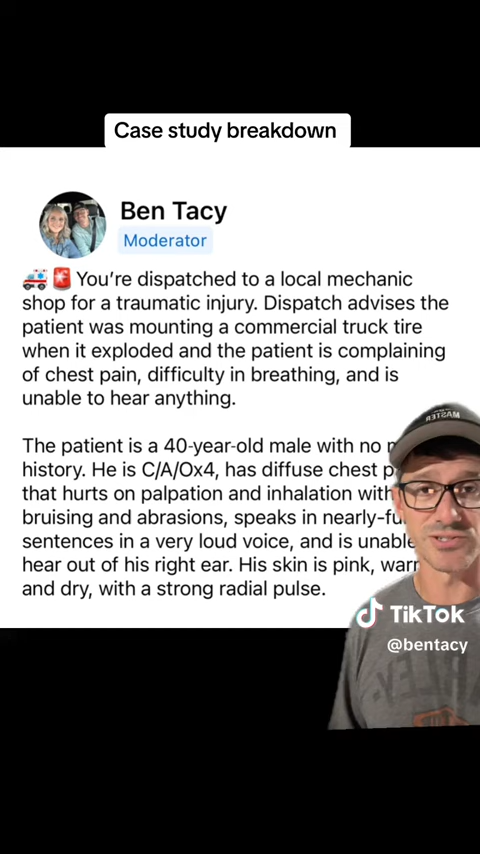 Case study breakdown
Ben Tacy
Moderator
🚑🚨 You're dispatched to a local mechanic
shop for a traumatic injury. Dispatch advises the
patient was mounting a commercial truck tire
when it exploded and the patient is complaining
of chest pain, difficulty in breathing, and is
unable to hear anything.
The patient is a 40-year-old male with no
history. He is C/A/Ox4, has diffuse chest
that hurts on palpation and inhalation with
bruising and abrasions, speaks in
sentences in a very loud voice, and is unable
hear out of his right ear. His skin is pink,
and dry, with a strong radial pulse.
MASTER
TikTok
@bentacy